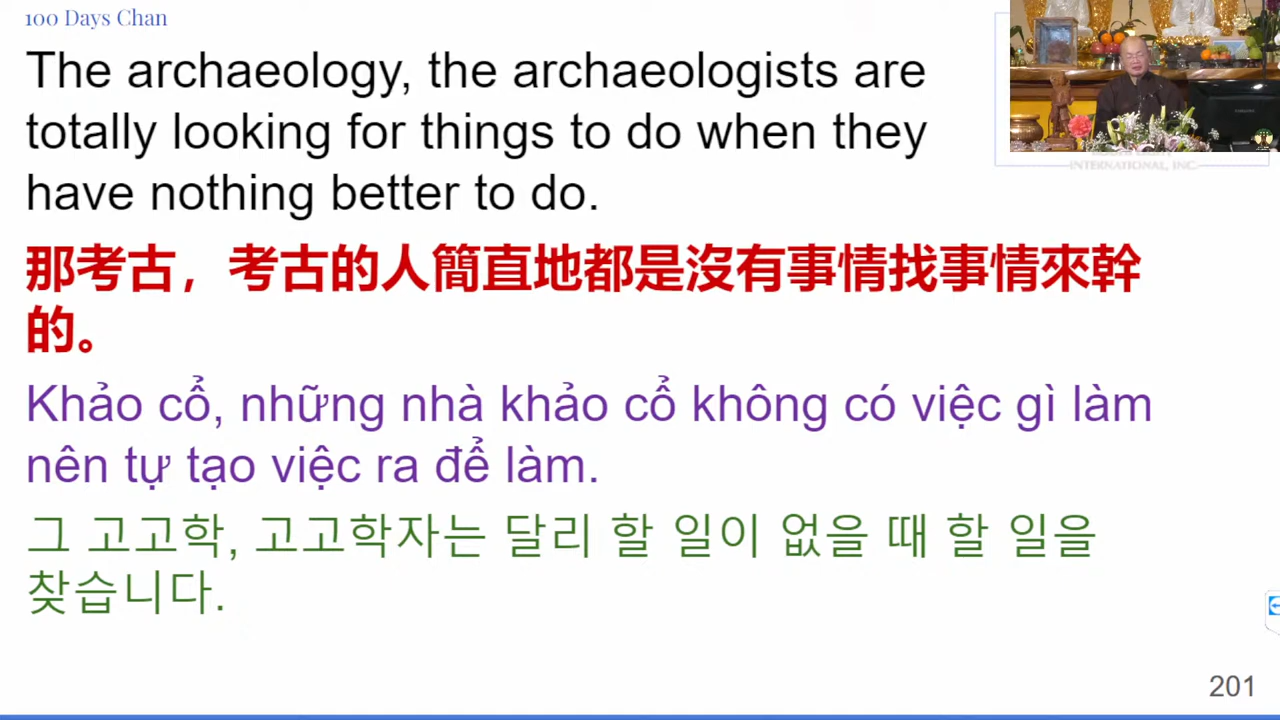 100 Days Chan
The archaeology, the archaeologists are
totally looking for things to do when they
have nothing better to do.
那考古，考古的人簡直地都是沒有事情找事情來幹
的。
Khảo cổ, những nhà khảo cổ không có việc gì làm
nên tự tạo việc ra để làm.
그 고고학, 고고학자는 달리 할 일이 없을 때 할 일을
찾습니다.
INTERNATIONAL, INC.
201